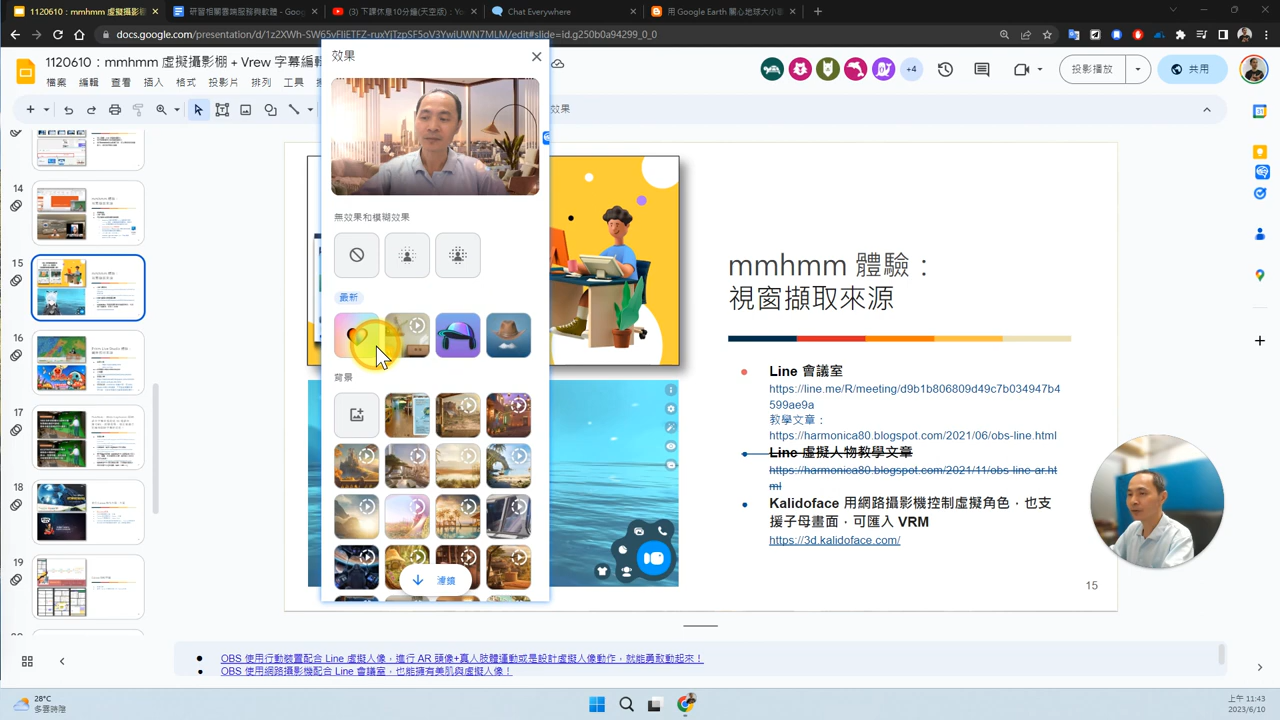 1120610：mmhmm 虛擬攝影
研習相關雲端服務與軟體 - Goo
(3) 下課休息10分鐘(天空版) : Yo
Chat Everywhere
用 Google Earth 關心地球大小
docs.google.com/presentation/d/1z2XWh-SW65vFIIETFZ-ruxYjTzpSF5oV3YwiUWN7MLM/edit#slide=id.g250b0a94299_0_0
1120610：mmhmm 虛擬攝影棚＋Vrew 字幕編
檔案
編輯
查看
插入
格式
投影片
排列
工具
+4
投影播放
共用
效果
效果
無效果和模糊效果
最新
背景
14
15
16
17
18
19
mmhmm 體驗：
視窗擷取來源
Line 會議室
https://line.me/R/meeting/d9b1b806809d49c7b034947b4
599ae9a
教學文章：
https://harmonica80.blogspot.com/2021/06/obs-line.html
Line 虛擬人物教學文章
https://harmonica80.blogspot.com/2021/11/obs-line-ar.ht
ml
Kalidoface 用網路攝影機控制虛擬角色，也支
援子母畫面，可匯入 VRM
https://3d.kalidoface.com/
15
OBS 使用行動裝置配合 Line 虛擬人像，進行 AR 頭像+真人肢體運動或是設計虛擬人像動作，就能勇敢動起來！
OBS 使用網路攝影機配合 Line 會議室，也能擁有美肌與虛擬人像！
28°C
多雲時陰
上午 11:43
2023/6/10